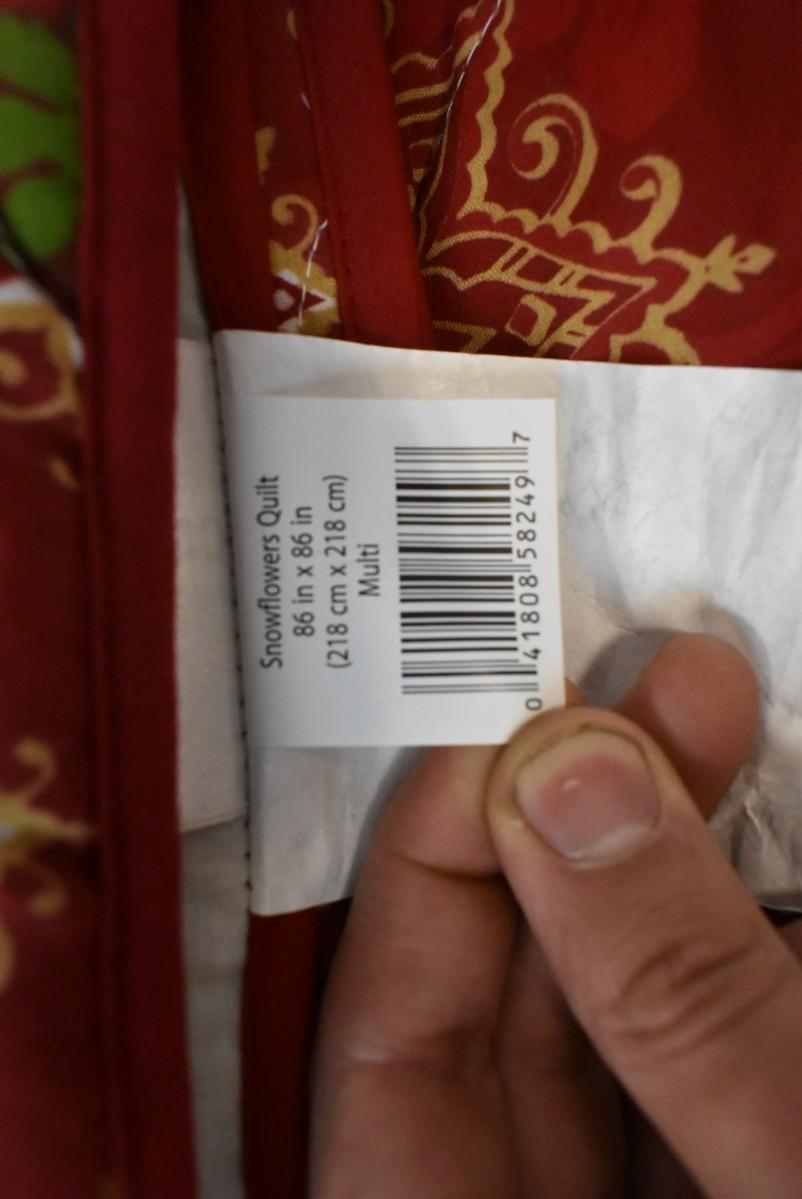 Snowflowers Quilt
86 in x 86 in
(218 cm x 218 cm)
Multi
0 41808 58249 7